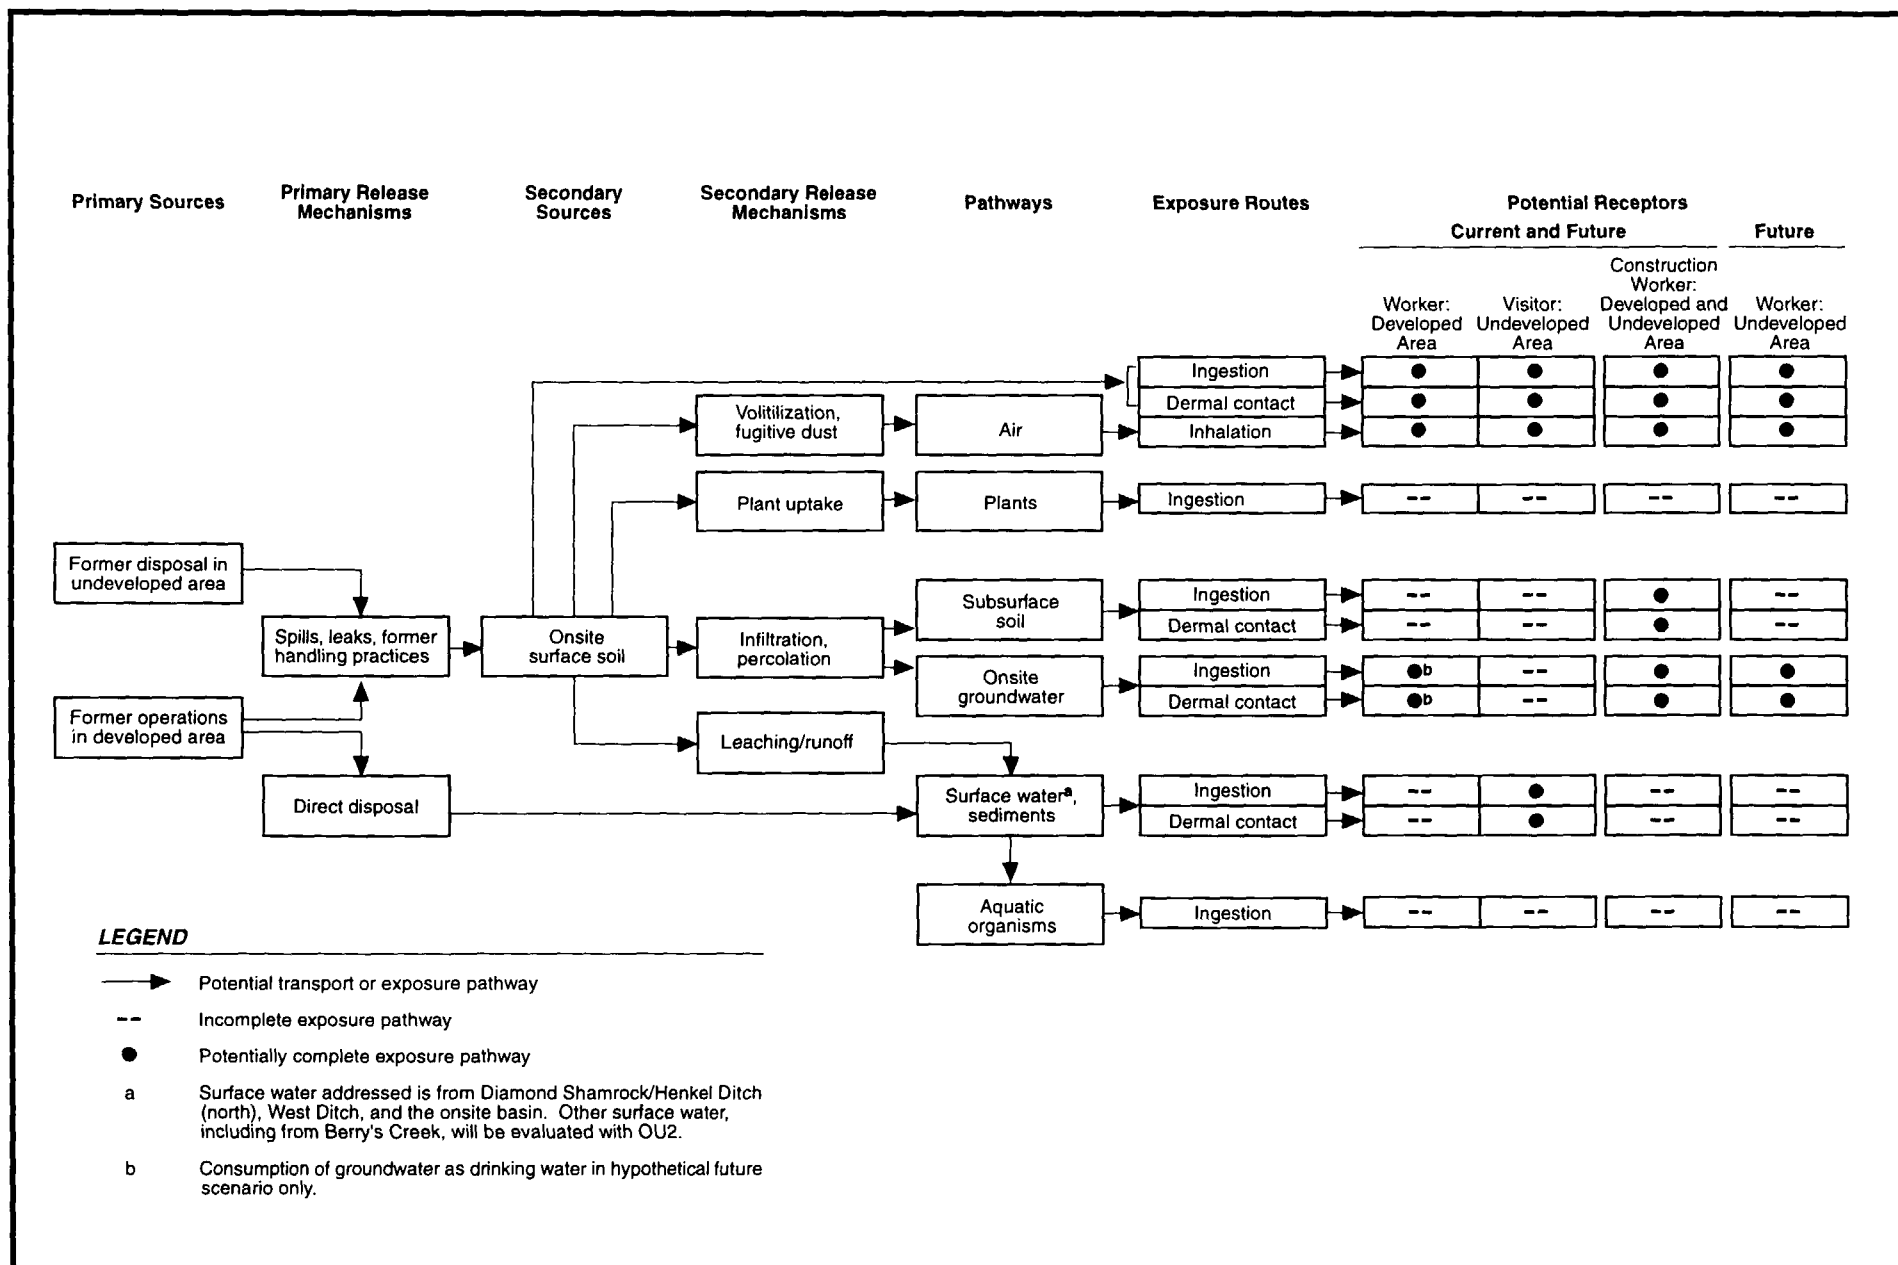 Primary Sources
Primary Release
Mechanisms
Secondary
Sources
Secondary Release
Mechanisms
Pathways
Exposure Routes
Potential Receptors
Current and Future
Future
Worker:
Developed
Area
Visitor:
Undeveloped
Area
Construction
Worker:
Developed and
Undeveloped
Area
Worker:
Undeveloped
Area
Ingestion
Dermal contact
Volitilization,
fugitive dust
Air
Inhalation
Plant uptake
Plants
Ingestion
-- -- -- --
Former disposal in
undeveloped area
Spills, leaks, former
handling practices
Onsite
surface soil
Infiltration,
percolation
Subsurface
soil
Ingestion
-- -- ● --
Dermal contact
-- -- ● --
Onsite
groundwater
Ingestion
●b -- ● ●
Dermal contact
●b -- ● ●
Former operations
in developed area
Leaching/runoff
Direct disposal
Surface waterᵃ,
sediments
Ingestion
-- ● -- --
Dermal contact
-- ● -- --
Aquatic
organisms
Ingestion
-- -- -- --
LEGEND
Potential transport or exposure pathway
-- Incomplete exposure pathway
● Potentially complete exposure pathway
a Surface water addressed is from Diamond Shamrock/Henkel Ditch
(north), West Ditch, and the onsite basin. Other surface water,
including from Berry's Creek, will be evaluated with OU2.
b Consumption of groundwater as drinking water in hypothetical future
scenario only.